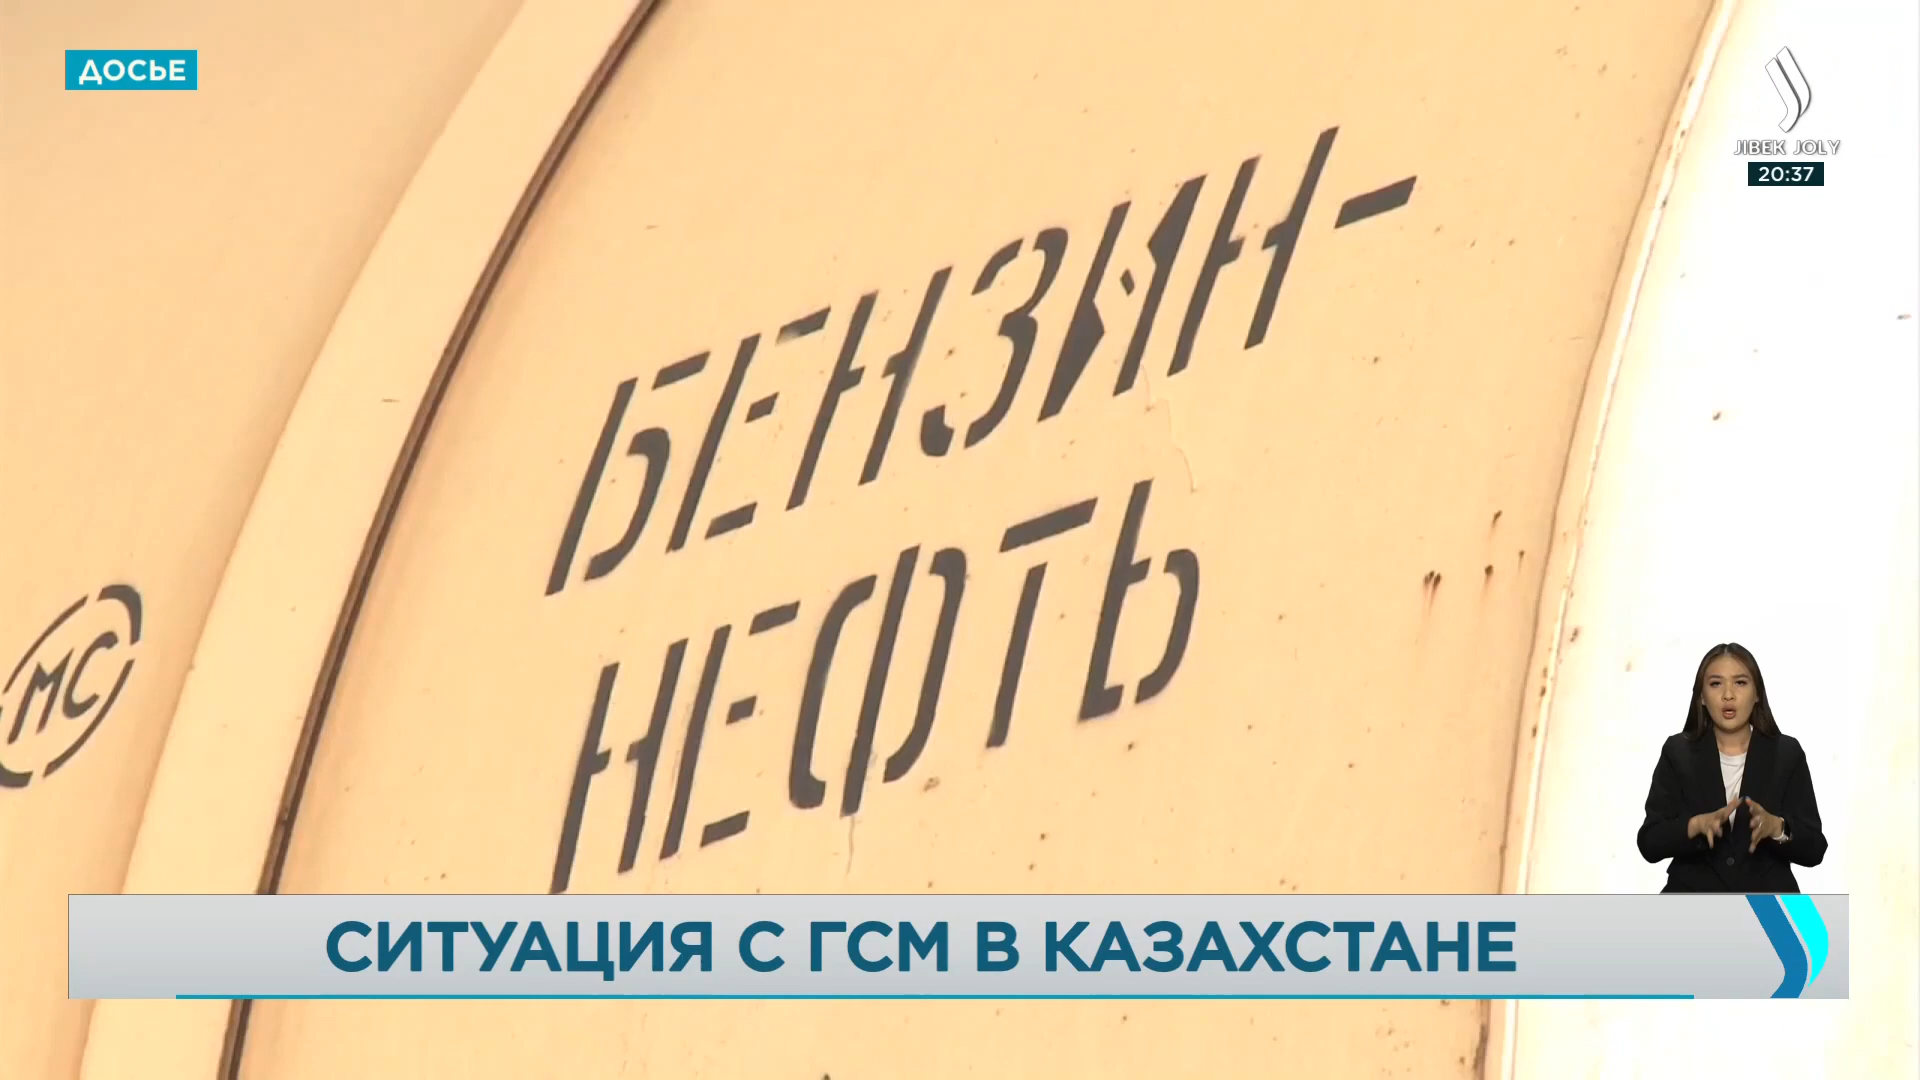 ДОСЬЕ
JIBEK JOLY
20:37
БЕНЗИН-
НЕФТЬ
МС
СИТУАЦИЯ С ГСМ В КАЗАХСТАНЕ